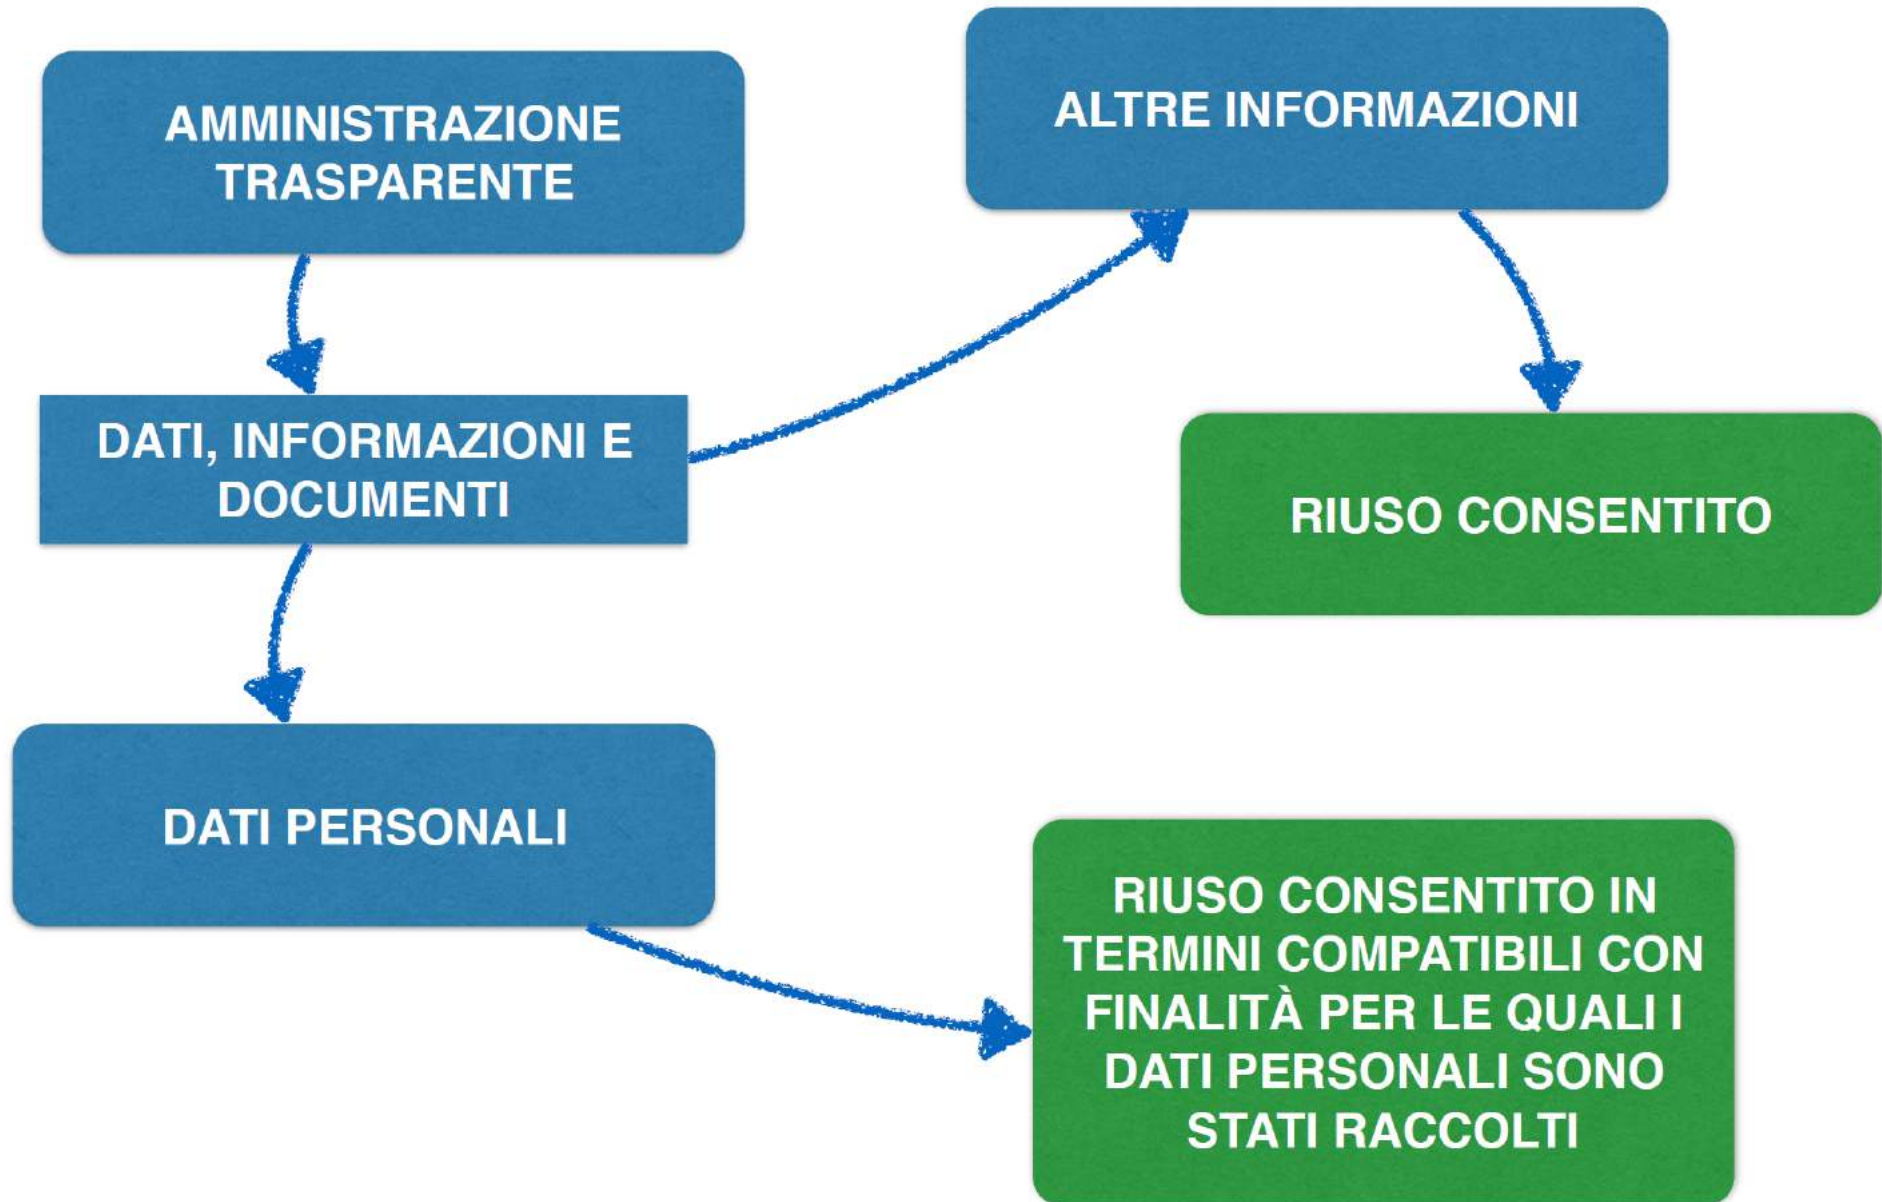 AMMINISTRAZIONE
TRASPARENTE
ALTRE INFORMAZIONI
DATI, INFORMAZIONI E
DOCUMENTI
RIUSO CONSENTITO
DATI PERSONALI
RIUSO CONSENTITO IN
TERMINI COMPATIBILI CON
FINALITÀ PER LE QUALI I
DATI PERSONALI SONO
STATI RACCOLTI